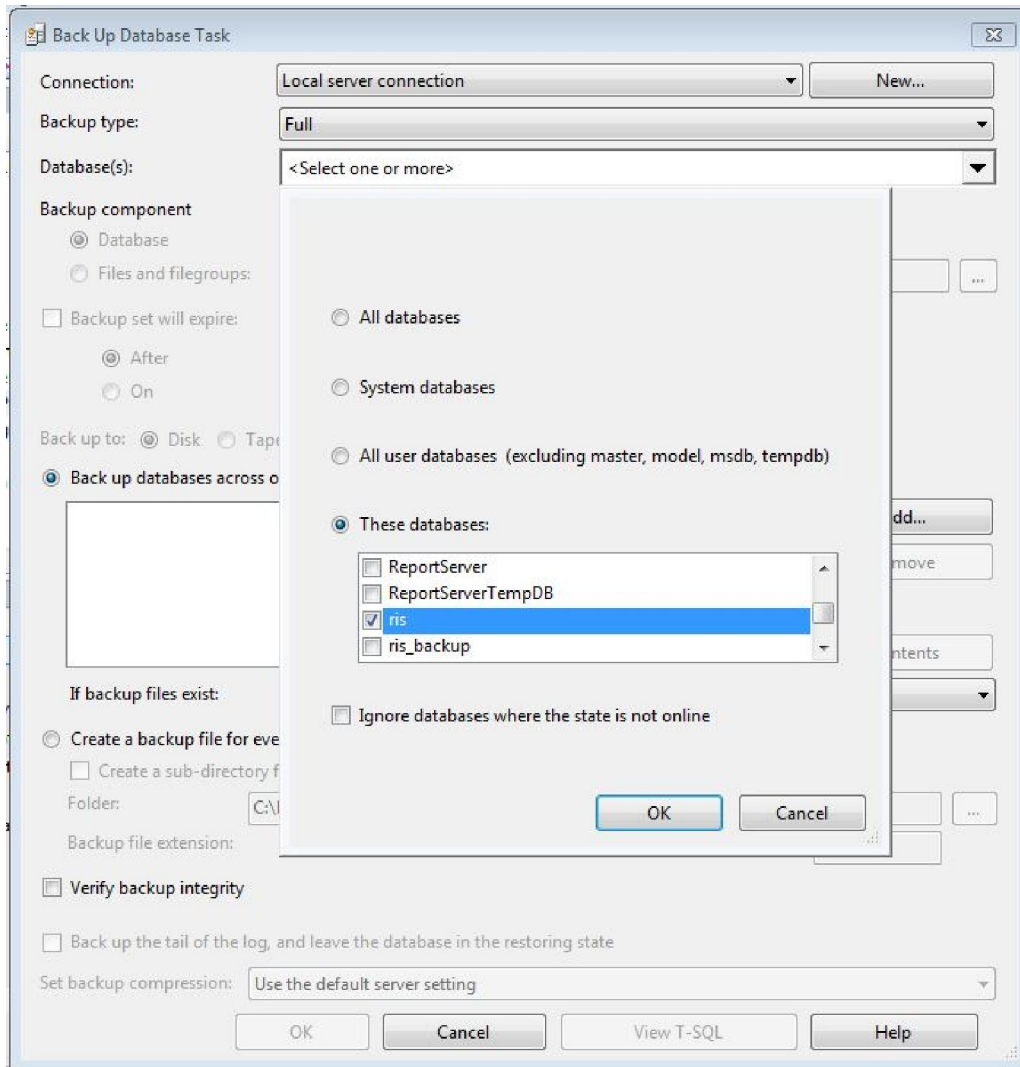 Back Up Database Task
Connection:
Local server connection
New...
Backup type:
Full
Database(s):
<Select one or more>
Backup component
Database
Files and filegroups:
...
Backup set will expire:
After
On
Back up to:
Disk
Tape
Back up databases across o
All databases
System databases
All user databases (excluding master, model, msdb, tempdb)
These databases:
ReportServer
ReportServerTempDB
ris
ris_backup
Ignore databases where the state is not online
OK
Cancel
dd...
move
ntents
If backup files exist:
Create a backup file for eve
Create a sub-directory f
Folder:
C:\
...
Backup file extension:
Verify backup integrity
Back up the tail of the log, and leave the database in the restoring state
Set backup compression:
Use the default server setting
OK
Cancel
View T-SQL
Help